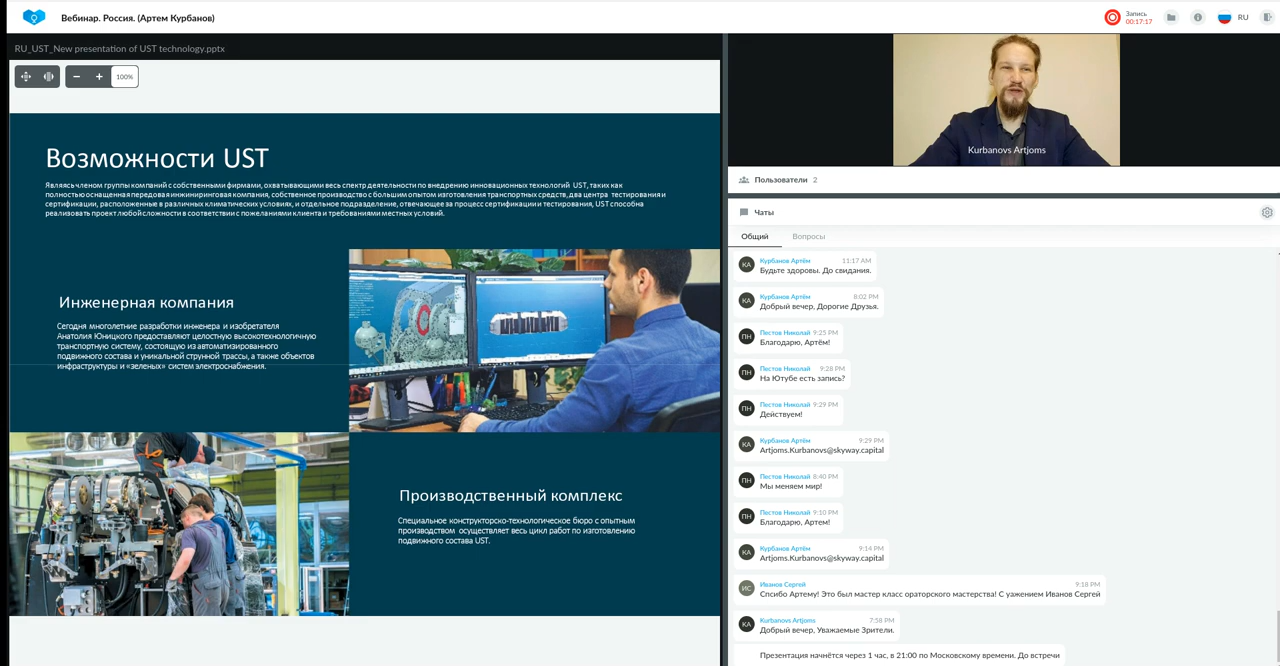 Вебинар. Россия. (Артем Курбанов)
Запись
00:17:17
RU
RU_UST_New presentation of UST technology.pptx
100%
Возможности UST
Являясь членом группы компаний с собственными фирмами, охватывающими весь спектр деятельности по внедрению инновационных технологий UST, таких как
полностью оснащенная передовая инжиниринговая компания, собственное производство с большим опытом изготовления транспортных средств, два центра тестирования и
сертификации, расположенные в различных климатических условиях, и отдельное подразделение, отвечающее за процесс сертификации и тестирования, UST способна
реализовать проект любой сложности в соответствии с пожеланиями клиента и требованиями местных условий.
Инженерная компания
Сегодня многолетние разработки инженера и изобретателя
Анатолия Юницкого предоставляют целостную высокотехнологичную
транспортную систему, состоящую из автоматизированного
подвижного состава и уникальной струнной трассы, а также объектов
инфраструктуры и «зеленых» систем электроснабжения.
Производственный комплекс
Специальное конструкторско-технологическое бюро с опытным
производством осуществляет весь цикл работ по изготовлению
подвижного состава UST.
Kurbanovs Artjoms
Пользователи 2
Чаты
Общий Вопросы
КА Курбанов Артём 11:17 AM
Будьте здоровы. До свидания.
КА Курбанов Артём 8:02 PM
Добрый вечер, Дорогие Друзья.
ПН Пестов Николай 9:25 PM
Благодарю, Артём!
ПН Пестов Николай 9:28 PM
На Ютубе есть запись?
ПН Пестов Николай 9:29 PM
Действуем!
КА Курбанов Артём 9:29 PM
Artjoms.Kurbanovs@skyway.capital
ПН Пестов Николай 8:40 PM
Мы меняем мир!
ПН Пестов Николай 9:10 PM
Благодарю, Артем!
КА Курбанов Артём 9:14 PM
Artjoms.Kurbanovs@skyway.capital
ИС Иванов Сергей 9:18 PM
Спсибо Артему! Это был мастер класс ораторского мастерства! С уажением Иванов Сергей
КА Kurbanovs Artjoms 7:58 PM
Добрый вечер, Уважаемые Зрители.
Презентация начнётся через 1 час, в 21:00 по Московскому времени. До встречи